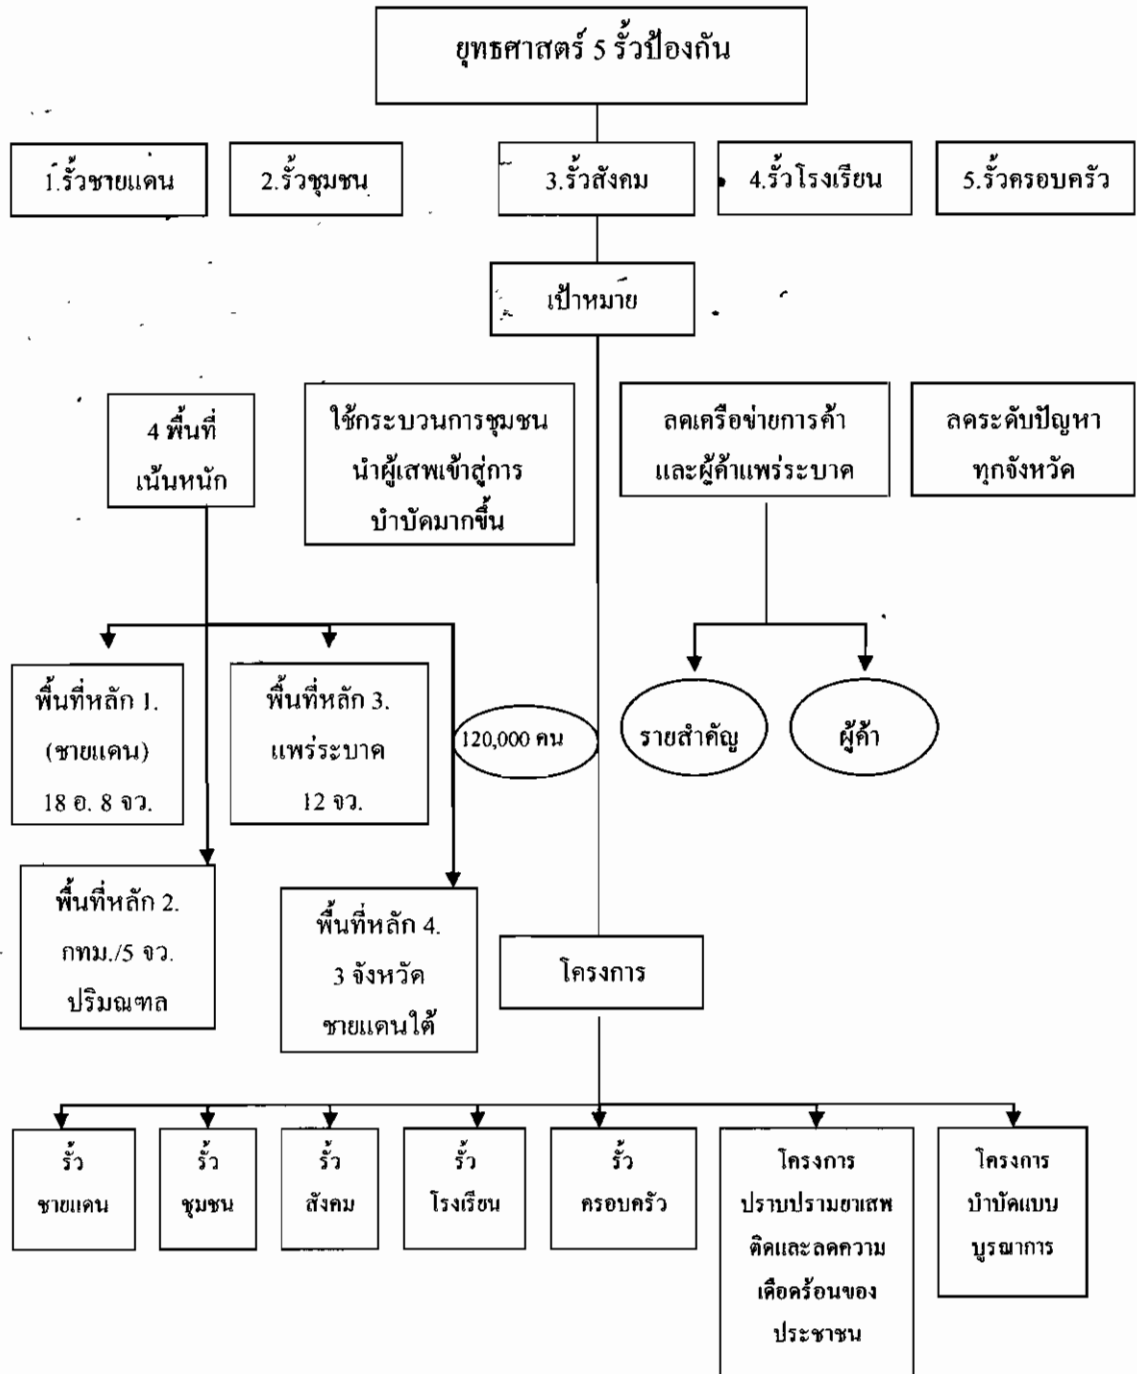 ยุทธศาสตร์ 5 รั้วป้องกัน
1.รั้วชายแดน
2.รั้วชุมชน
3.รั้วสังคม
4.รั้วโรงเรียน
5.รั้วครอบครัว
เป้าหมาย
4 พื้นที่
เน้นหนัก
ใช้กระบวนการชุมชน
นำผู้เสพเข้าสู่การ
บำบัดมากขึ้น
ลดเครือข่ายการค้า
และผู้ค้าแพร่ระบาด
ลดระดับปัญหา
ทุกจังหวัด
พื้นที่หลัก 1.
(ชายแดน)
18 อ. 8 จว.
พื้นที่หลัก 3.
แพร่ระบาด
12 จว.
120,000 คน
รายสำคัญ
ผู้ค้า
พื้นที่หลัก 2.
กทม./5 จว.
ปริมณฑล
พื้นที่หลัก 4.
3 จังหวัด
ชายแดนใต้
โครงการ
รั้ว
ชายแดน
รั้ว
ชุมชน
รั้ว
สังคม
รั้ว
โรงเรียน
รั้ว
ครอบครัว
โครงการ
ปราบปรามยาเสพ
ติดและลดความ
เดือดร้อนของ
ประชาชน
โครงการ
บำบัดแบบ
บูรณาการ